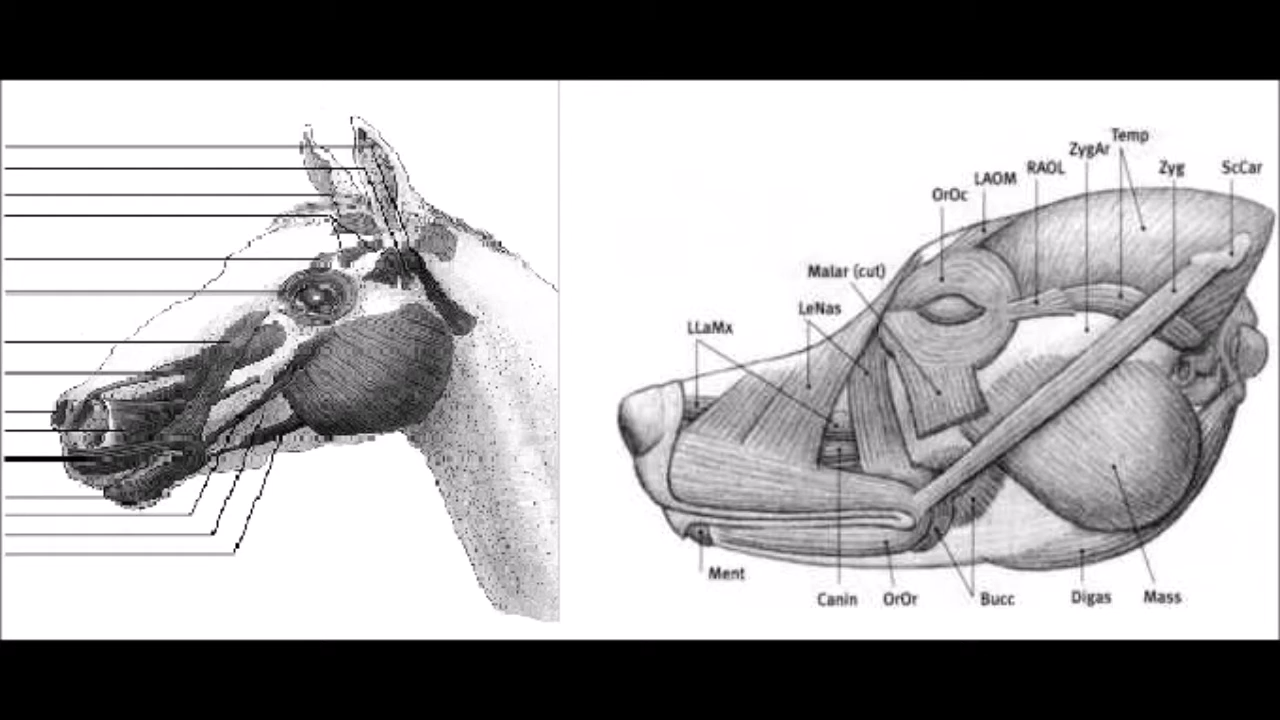 Temp
ZygAr
RAOL
Zyg
ScCar
LAOM
OrOc
Malar (cut)
LeNas
LLaMx
Ment
Canin
OrOr
Bucc
Digas
Mass